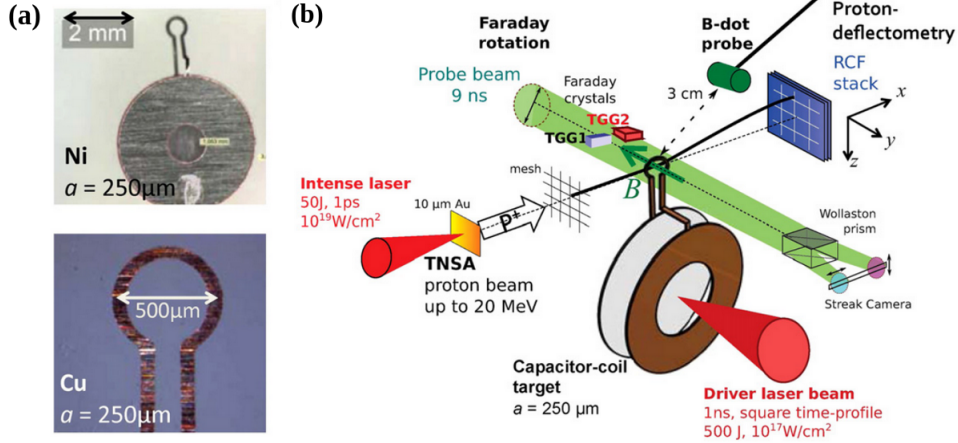 (a)
2 mm
Ni
a = 250μm
500μm
Cu
a = 250μm
(b)
Faraday
rotation
Probe beam
9 ns
Faraday
crystals
TGG2
TGG1
B-dot
probe
3 cm
Proton-
deflectometry
RCF
stack
x
y
z
mesh
B
Intense laser
50J, 1ps
10¹⁹W/cm²
10 μm Au
P⁺
TNSA
proton beam
up to 20 MeV
Wollaston
prism
Streak Camera
Capacitor-coil
target
a = 250 μm
Driver laser beam
1ns, square time-profile
500 J, 10¹⁷W/cm²